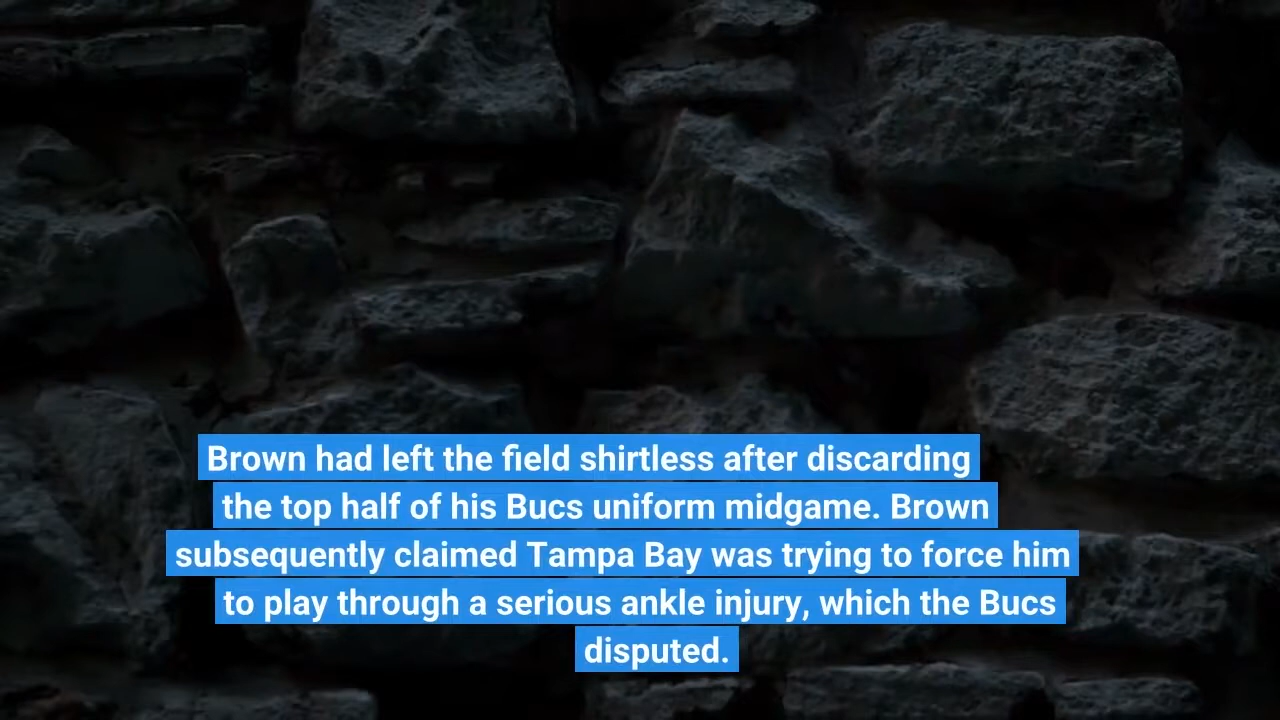 Brown had left the field shirtless after discarding
the top half of his Bucs uniform midgame. Brown
subsequently claimed Tampa Bay was trying to force him
to play through a serious ankle injury, which the Bucs
disputed.